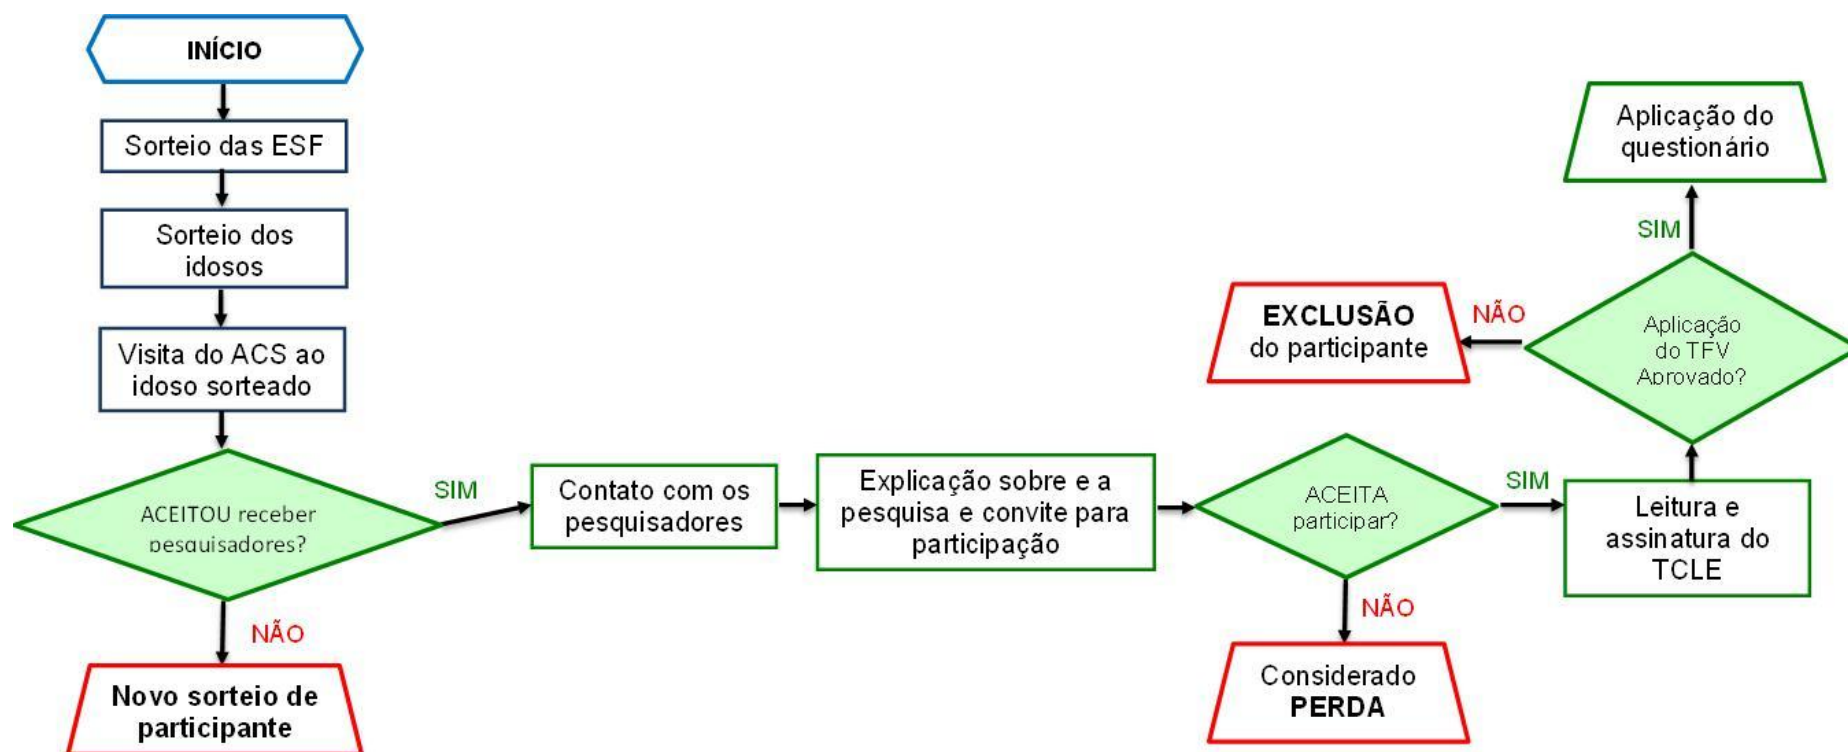 INÍCIO
Sorteio das ESF
Sorteio dos
idosos
Visita do ACS ao
idoso sorteado
ACEITOU receber
pesquisadores?
NÃO
Novo sorteio de
participante
SIM
Contato com os
pesquisadores
Explicação sobre e a
pesquisa e convite para
participação
ACEITA
participar?
NÃO
Considerado
PERDA
SIM
Leitura e
assinatura do
TCLE
Aplicação
do TFV
Aprovado?
NÃO
EXCLUSÃO
do participante
SIM
Aplicação do
questionário